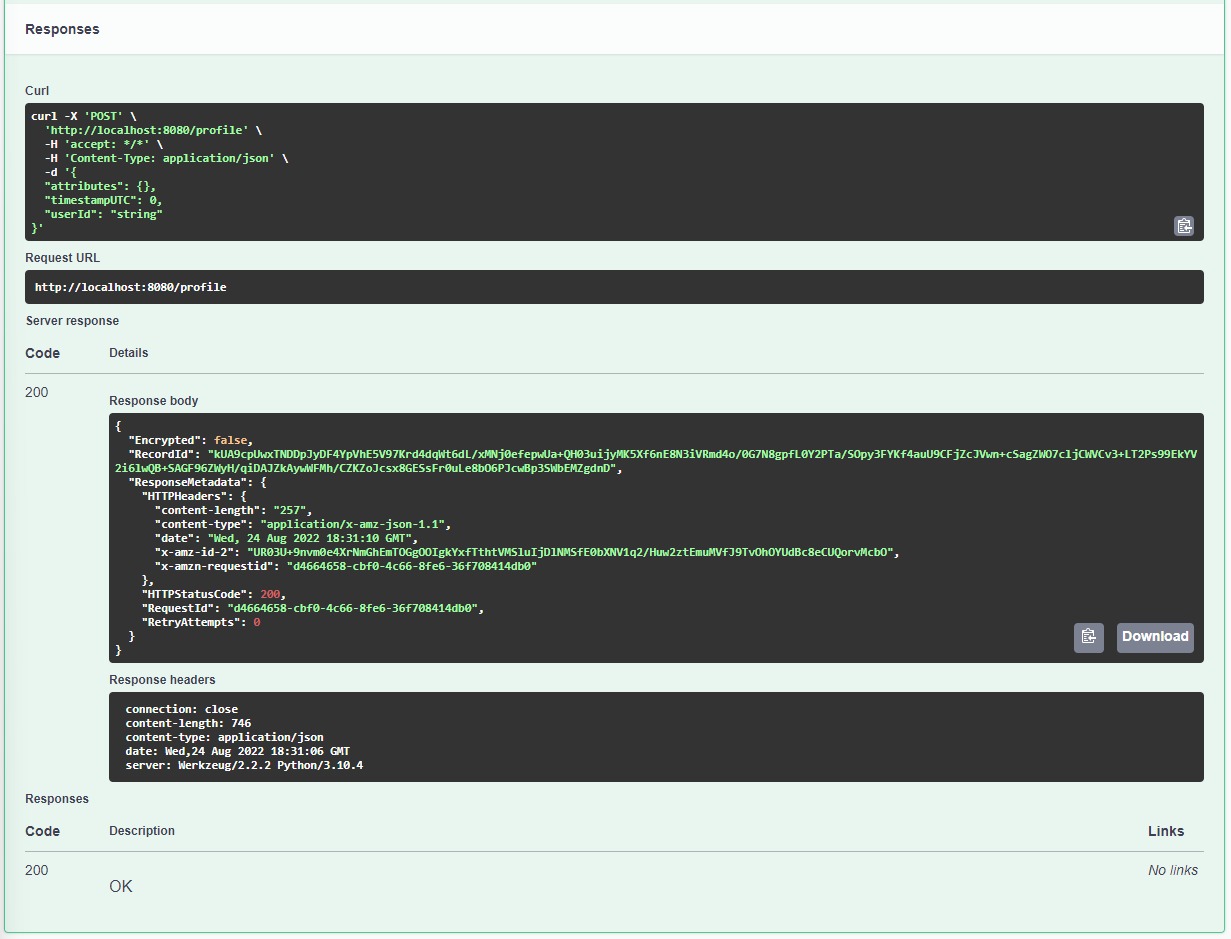 Responses
Curl
curl -X 'POST' \
'http://localhost:8080/profile' \
-H 'accept: */*' \
-H 'Content-Type: application/json' \
-d '{
"attributes": {},
"timestampUTC": 0,
"userId": "string"
}'
Request URL
http://localhost:8080/profile
Server response
Code Details
200
Response body
{
"Encrypted": false,
"RecordId": "kUA9cpUwxTNDDpJyDF4YpVhE5V97Krd4dqWt6dL/xMNj0efepwUa+QH03uijyMK5Xf6nE8N3iVRmd4o/0G7N8gpfL0Y2PTa/SOpy3FYKf4auU9CFjZcJVwn+cSagZWO7cljCWVCv3+LT2Ps99EkYV
2i61wQB+SAGF96ZWyH/qiDAJZkAywWFMh/CZKZoJcsx8GESsFr0uLe8bO6PJcwBp3SWbEMZgdnD",
"ResponseMetadata": {
"HTTPHeaders": {
"content-length": "257",
"content-type": "application/x-amz-json-1.1",
"date": "Wed, 24 Aug 2022 18:31:10 GMT",
"x-amz-id-2": "UR03U+9nvm0e4XrNmGhEmTOGgOOIgkYxfTthtVMSluIjDlNMSfE0bXNV1q2/Huw2ztEmuMVfJ9TvOhOYUdBc8eCUQorvMcbO",
"x-amzn-requestid": "d4664658-cbf0-4c66-8fe6-36f708414db0"
},
"HTTPStatusCode": 200,
"RequestId": "d4664658-cbf0-4c66-8fe6-36f708414db0",
"RetryAttempts": 0
}
}
Download
Response headers
connection: close
content-length: 746
content-type: application/json
date: Wed,24 Aug 2022 18:31:06 GMT
server: Werkzeug/2.2.2 Python/3.10.4
Responses
Code Description Links
200 No links
OK